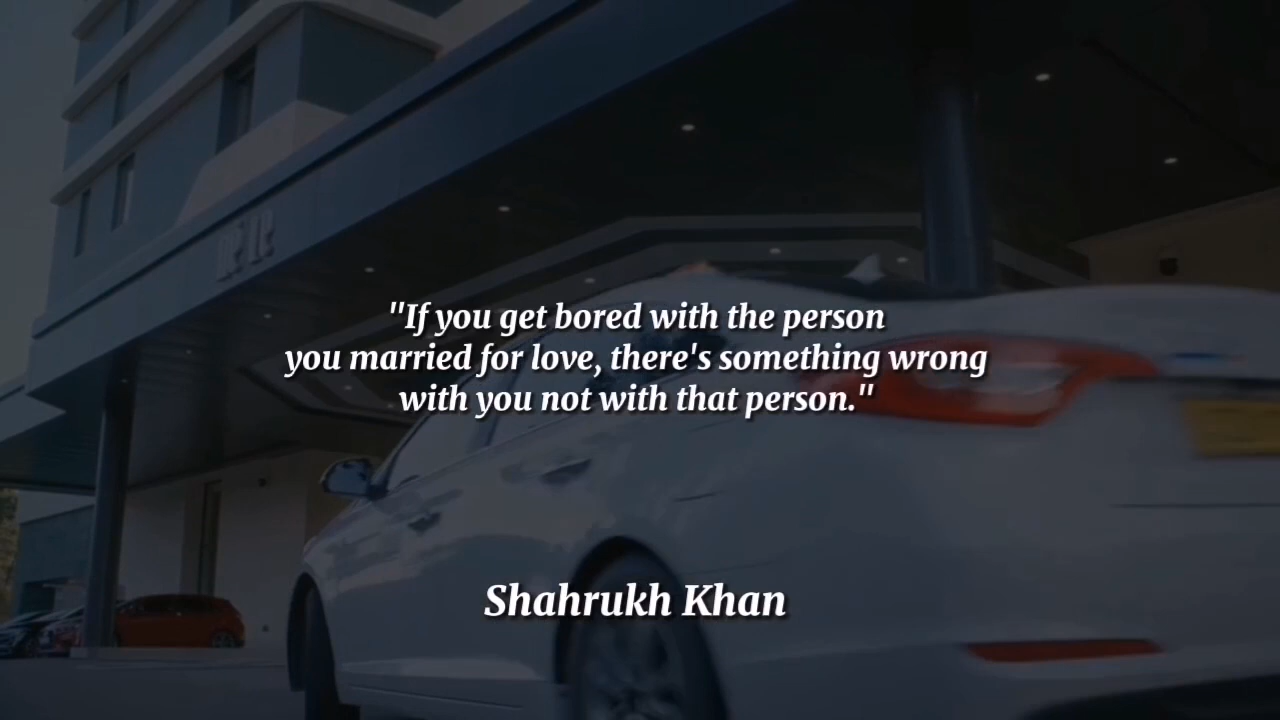 "If you get bored with the person
you married for love, there's something wrong
with you not with that person."
Shahrukh Khan